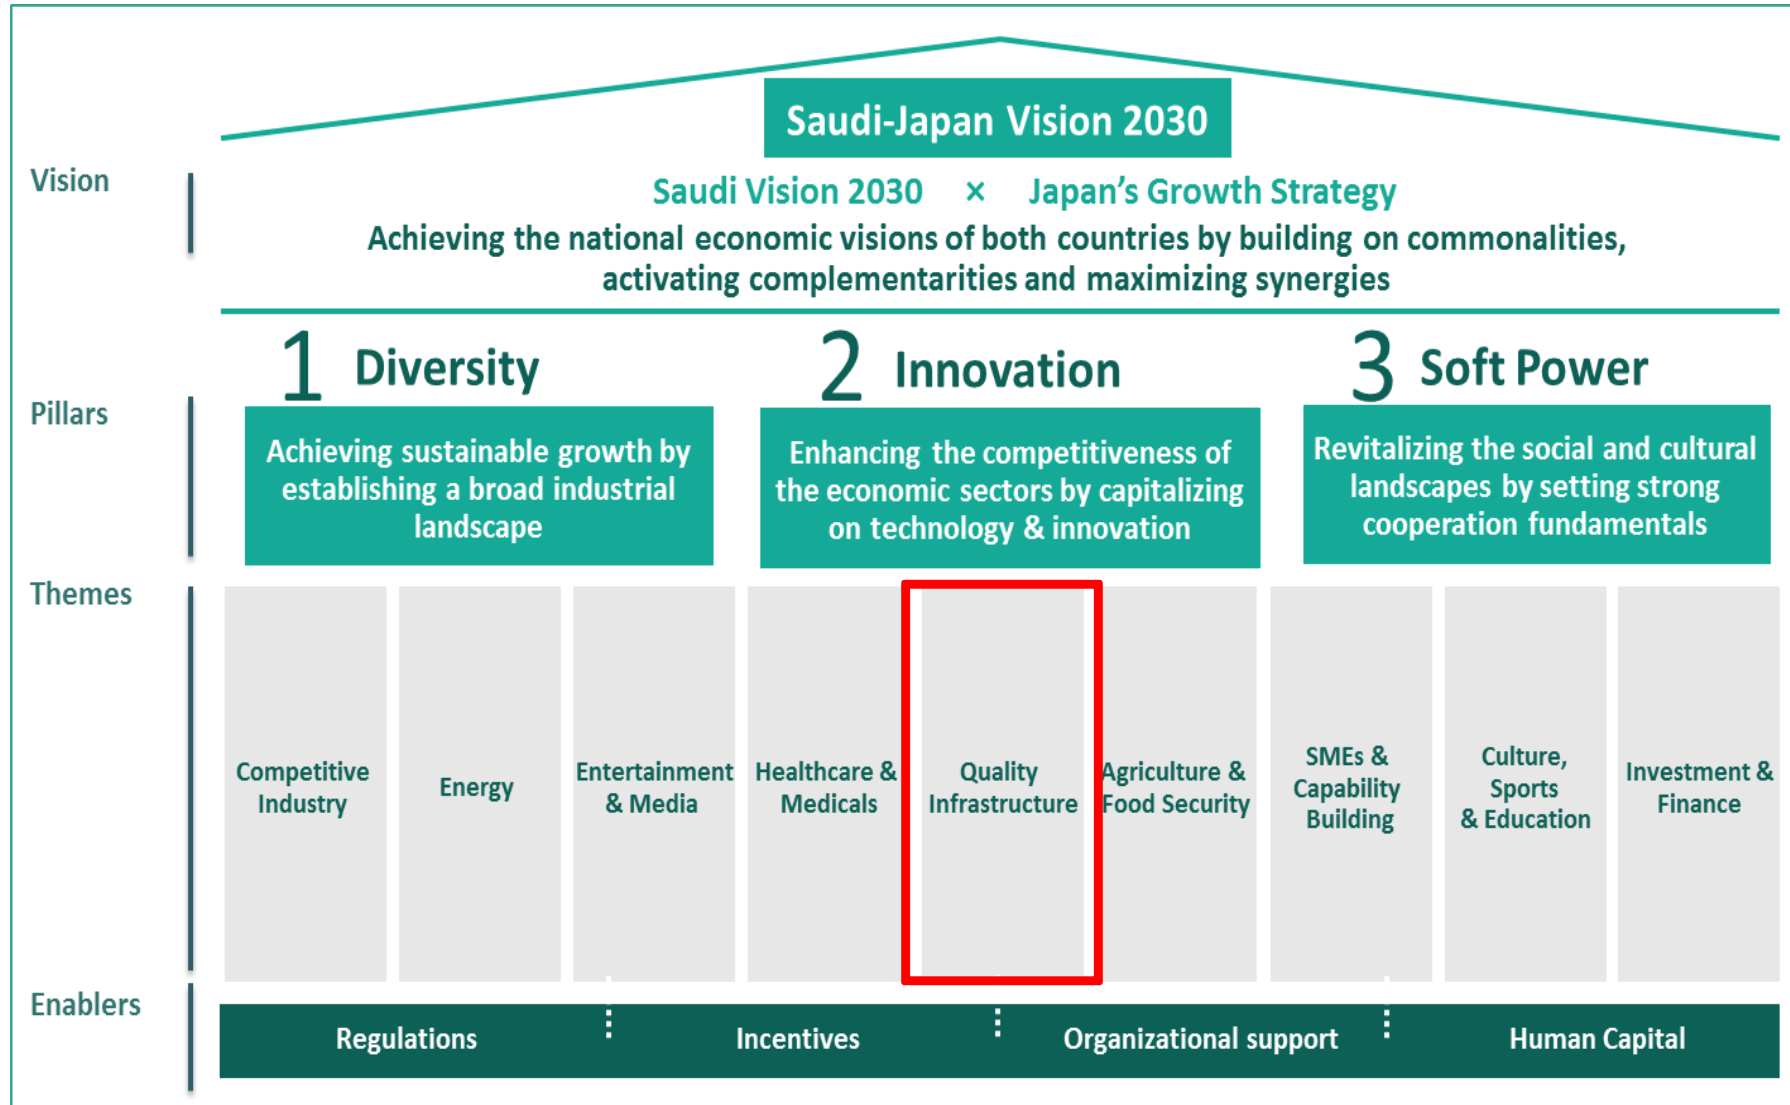 Saudi-Japan Vision 2030
Vision
Saudi Vision 2030 × Japan's Growth Strategy
Achieving the national economic visions of both countries by building on commonalities,
activating complementarities and maximizing synergies
1 Diversity
2 Innovation
3 Soft Power
Pillars
Achieving sustainable growth by
establishing a broad industrial
landscape
Enhancing the competitiveness of
the economic sectors by capitalizing
on technology & innovation
Revitalizing the social and cultural
landscapes by setting strong
cooperation fundamentals
Themes
Competitive
Industry
Energy
Entertainment
& Media
Healthcare &
Medicals
Quality
Infrastructure
Agriculture &
Food Security
SMEs &
Capability
Building
Culture,
Sports
& Education
Investment &
Finance
Enablers
Regulations
Incentives
Organizational support
Human Capital